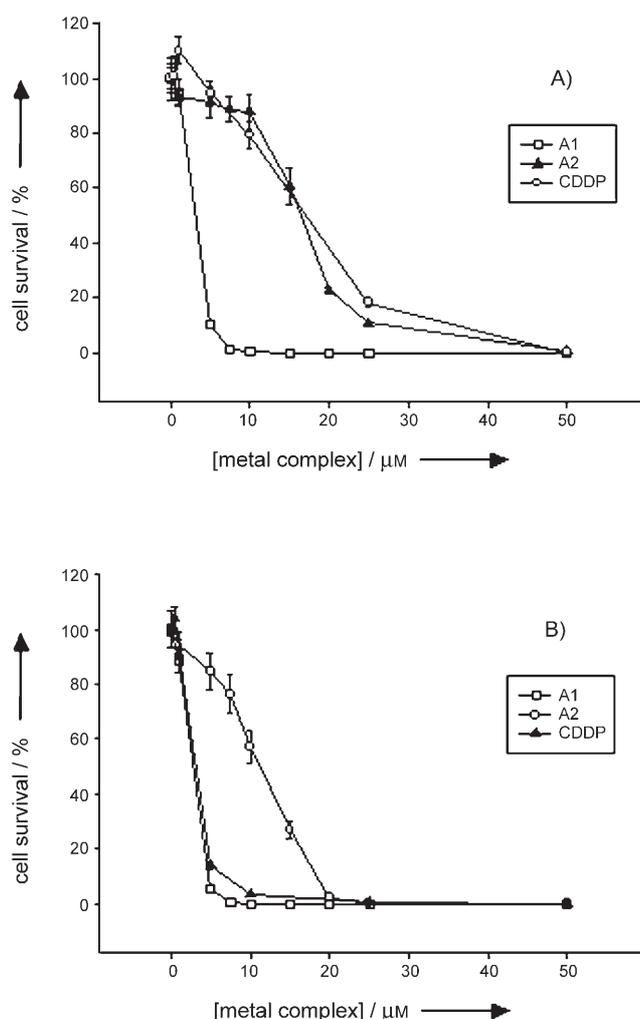 120
100
80
60
40
20
0
cell survival / %
A)
A1
A2
CDDP
0 10 20 30 40 50
[metal complex] / μM
120
100
80
60
40
20
0
cell survival / %
B)
A1
A2
CDDP
0 10 20 30 40 50
[metal complex] / μM